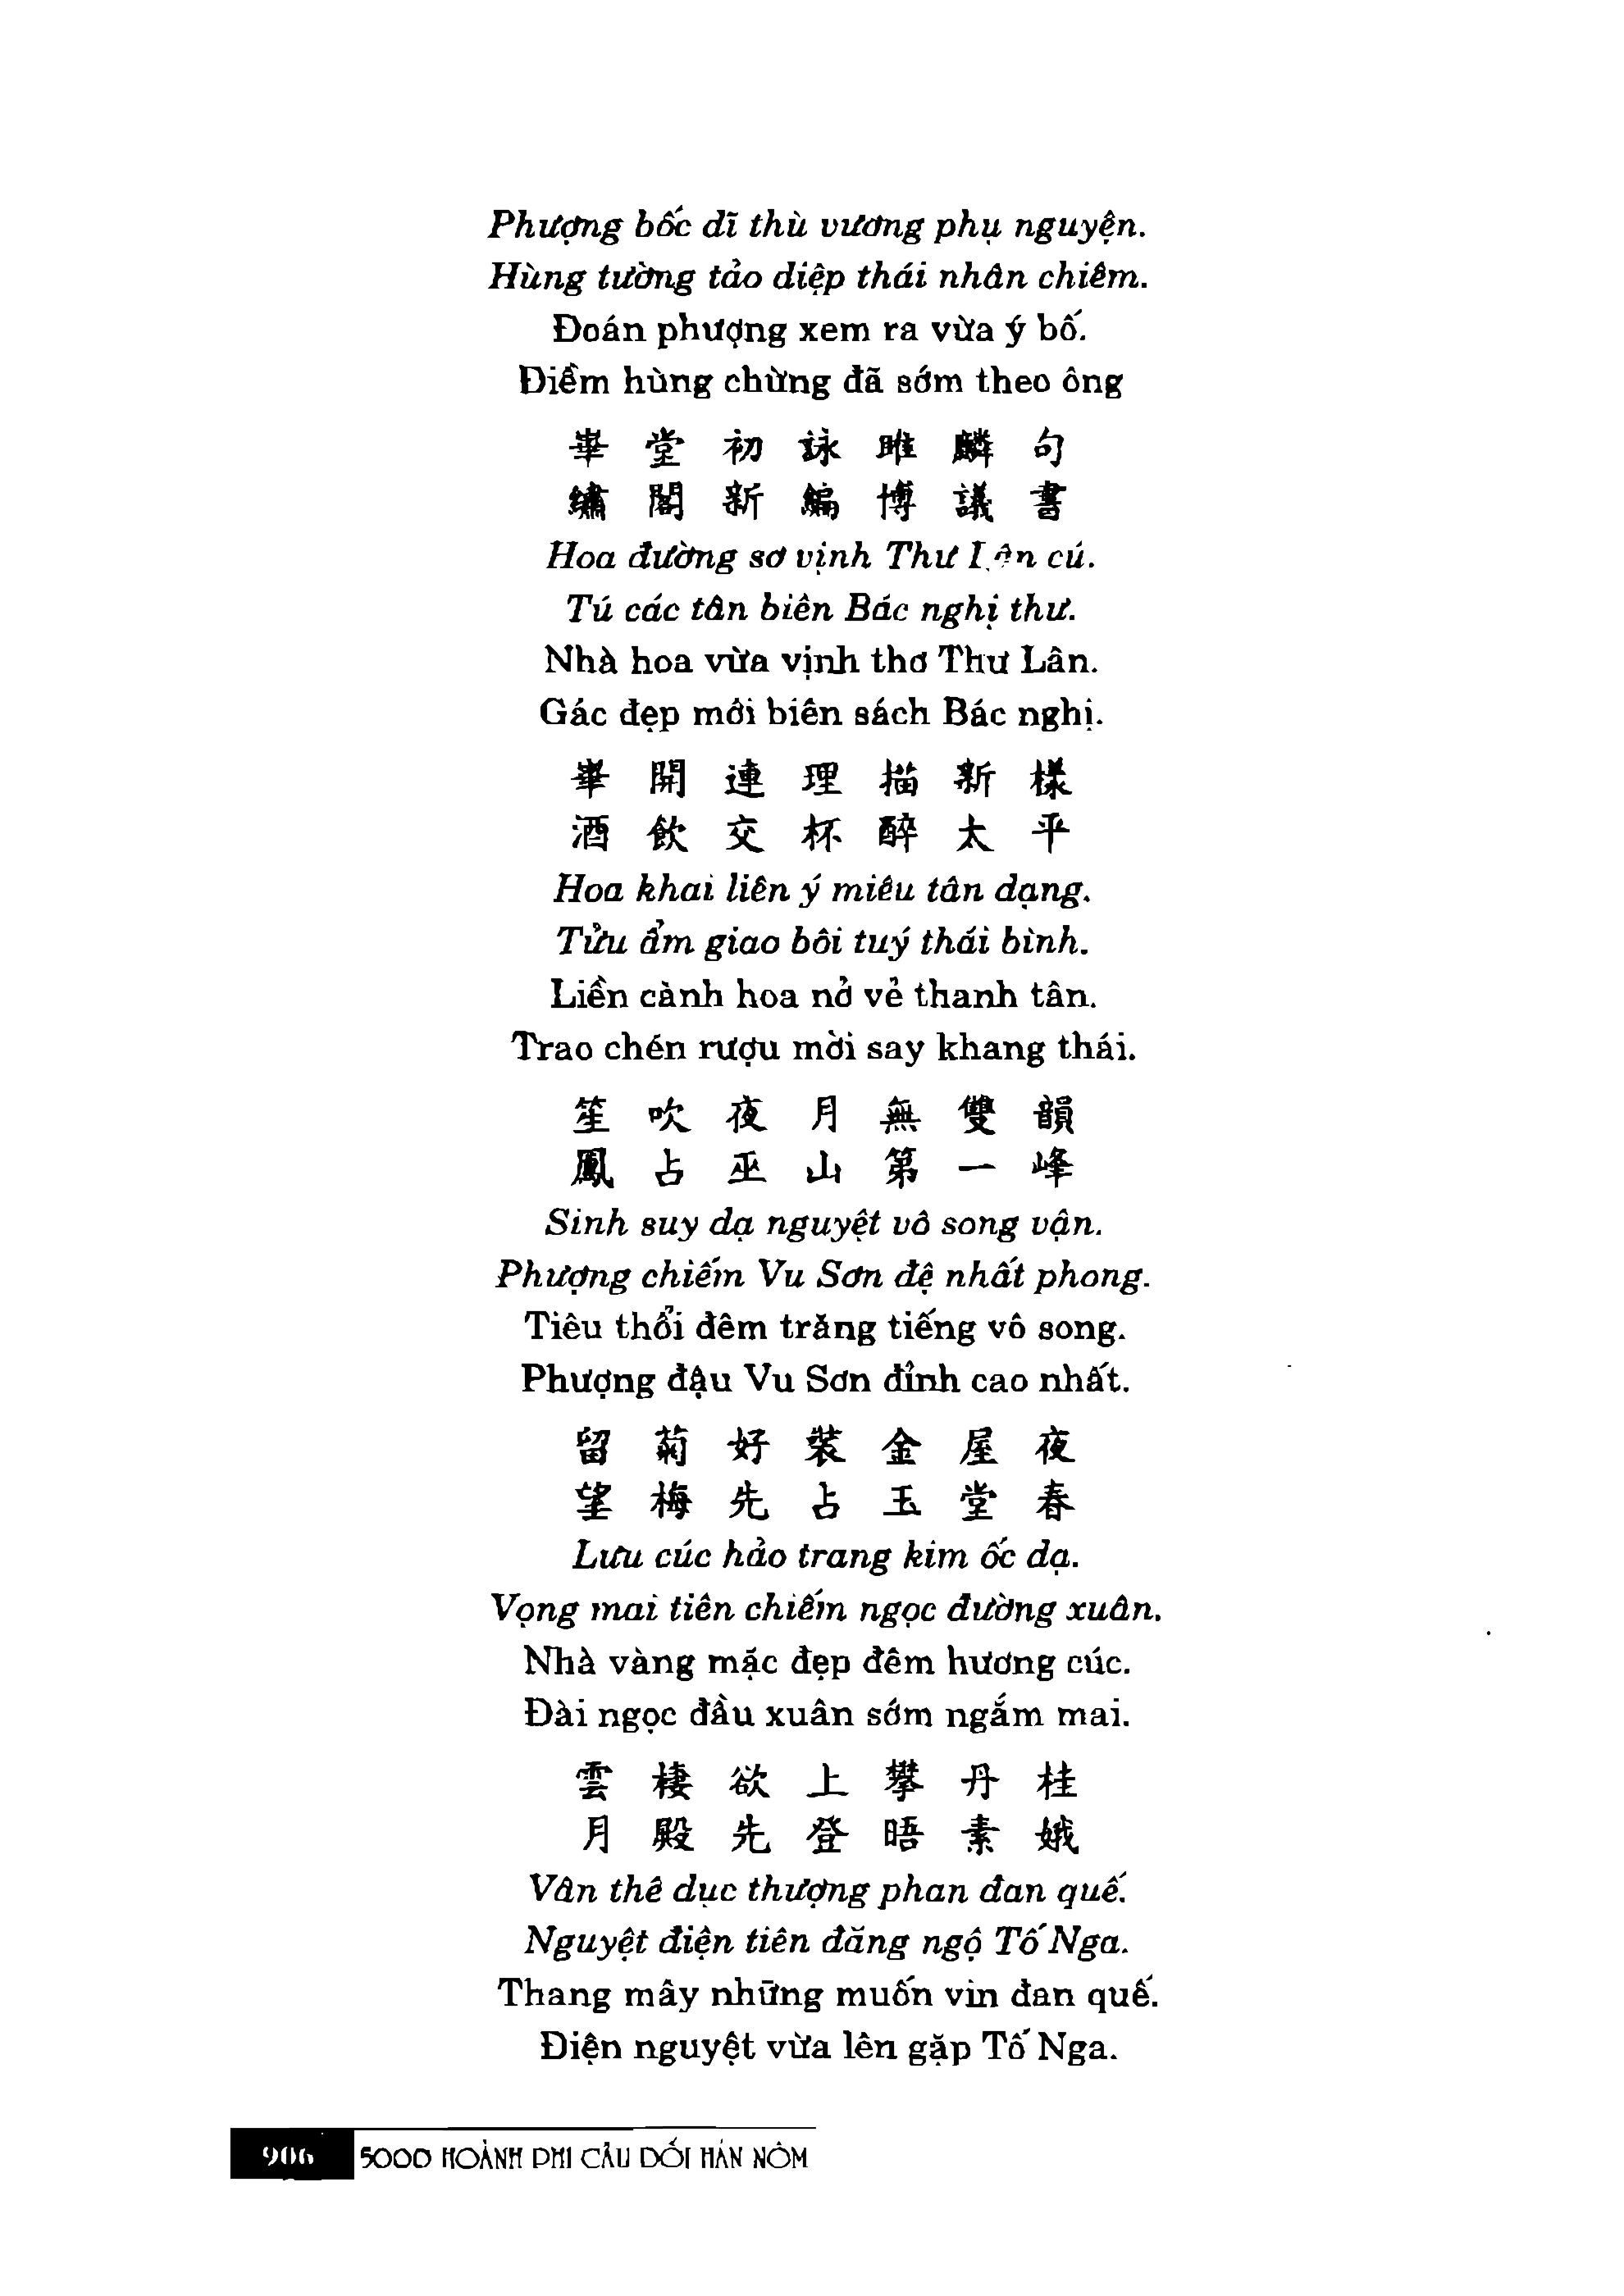 Phượng bốc dĩ thù vương phụ nguyện.
Hùng tường tảo diệp thái nhân chiêm.
Đoán phượng xem ra vừa ý bố.
Điềm hùng chừng đã sớm theo ông
畢堂初詠雎麟句
繡閣新編博議書
Hoa đường sơ vịnh Thư Lân cú.
Tú các tân biên Bác nghị thư.
Nhà hoa vừa vịnh thơ Thư Lân.
Gác đẹp mới biên sách Bác nghị.
畢開連理描新樣
酒飲交杯醉太平
Hoa khai liên ý miêu tân dạng.
Tửu ẩm giao bôi tuý thái bình.
Liền cành hoa nở vẻ thanh tân.
Trao chén rượu mời say khang thái.
笙吹夜月無雙韻
鳳占巫山第一峰
Sinh suy dạ nguyệt vô song vận.
Phượng chiếm Vu Sơn đệ nhất phong.
Tiêu thổi đêm trăng tiếng vô song.
Phượng đậu Vu Sơn đỉnh cao nhất.
留菊好裝金屋夜
望梅先占玉堂春
Lưu cúc hảo trang kim ốc dạ.
Vọng mai tiên chiếm ngọc đường xuân.
Nhà vàng mặc đẹp đêm hương cúc.
Đài ngọc đầu xuân sớm ngắm mai.
雲棲欲上攀丹桂
月殿先登晤素娥
Vân thê dục thượng phan đan quế.
Nguyệt điện tiên đăng ngộ Tố Nga.
Thang mây những muốn vin đan quế.
Điện nguyệt vừa lên gặp Tố Nga.
906 5000 HOÀNH PHI CÂU DỐI HÁN NÔM